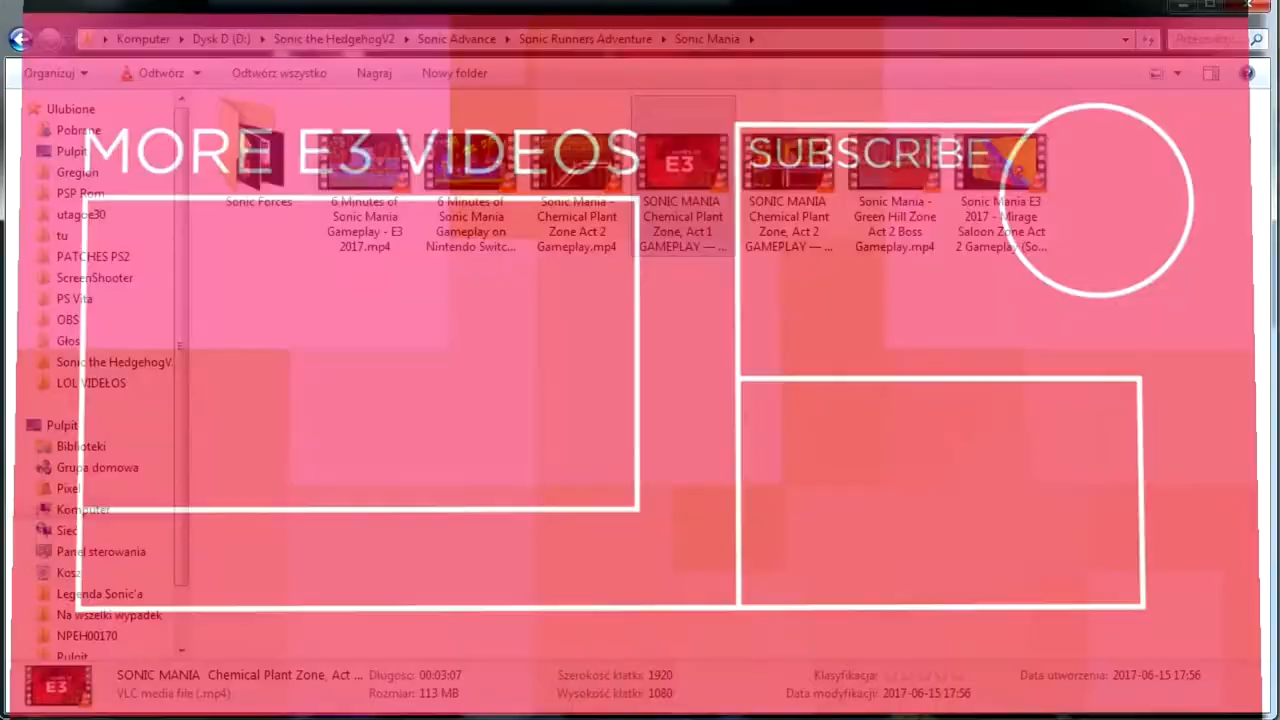 Komputer Dysk D (D:) Sonic the HedgehogV2 Sonic Advance Sonic Runners Adventure Sonic Mania
Organizuj Odtwórz Odtwórz wszystko Nagraj Nowy folder
MORE E3 VIDEOS
SUBSCRIBE
Ulubione
Pobrane
Pulpit
Gregion
PSP Rom
utagoe30
tu
PATCHES PS2
ScreenShooter
PS Vita
OBS
Głos
Sonic the HedgehogV
LOL VIDEŁOS
Pulpit
Biblioteki
Grupa domowa
Pixel
Komputer
Sieć
Panel sterowania
Kosz
Legenda Sonic'a
Na wszelki wypadek
NPEH00170
Pulpit
Sonic Forces
6 Minutes of
Sonic Mania
Gameplay - E3
2017.mp4
6 Minutes of
Sonic Mania
Gameplay on
Nintendo Switc...
Sonic Mania -
Chemical Plant
Zone Act 2
Gameplay.mp4
E3
SONIC MANIA
Chemical Plant
Zone, Act 1
GAMEPLAY — ...
SONIC MANIA
Chemical Plant
Zone, Act 2
GAMEPLAY — ...
Sonic Mania -
Green Hill Zone
Act 2 Boss
Gameplay.mp4
Sonic Mania E3
2017 - Mirage
Saloon Zone Act
2 Gameplay (So...
E3
SONIC MANIA Chemical Plant Zone, Act ... Długość: 00:03:07 Szerokość klatki: 1920 Klasyfikacja: Data utworzenia: 2017-06-15 17:56
VLC media file (.mp4) Rozmiar: 113 MB Wysokość klatki: 1080 Data modyfikacji: 2017-06-15 17:56